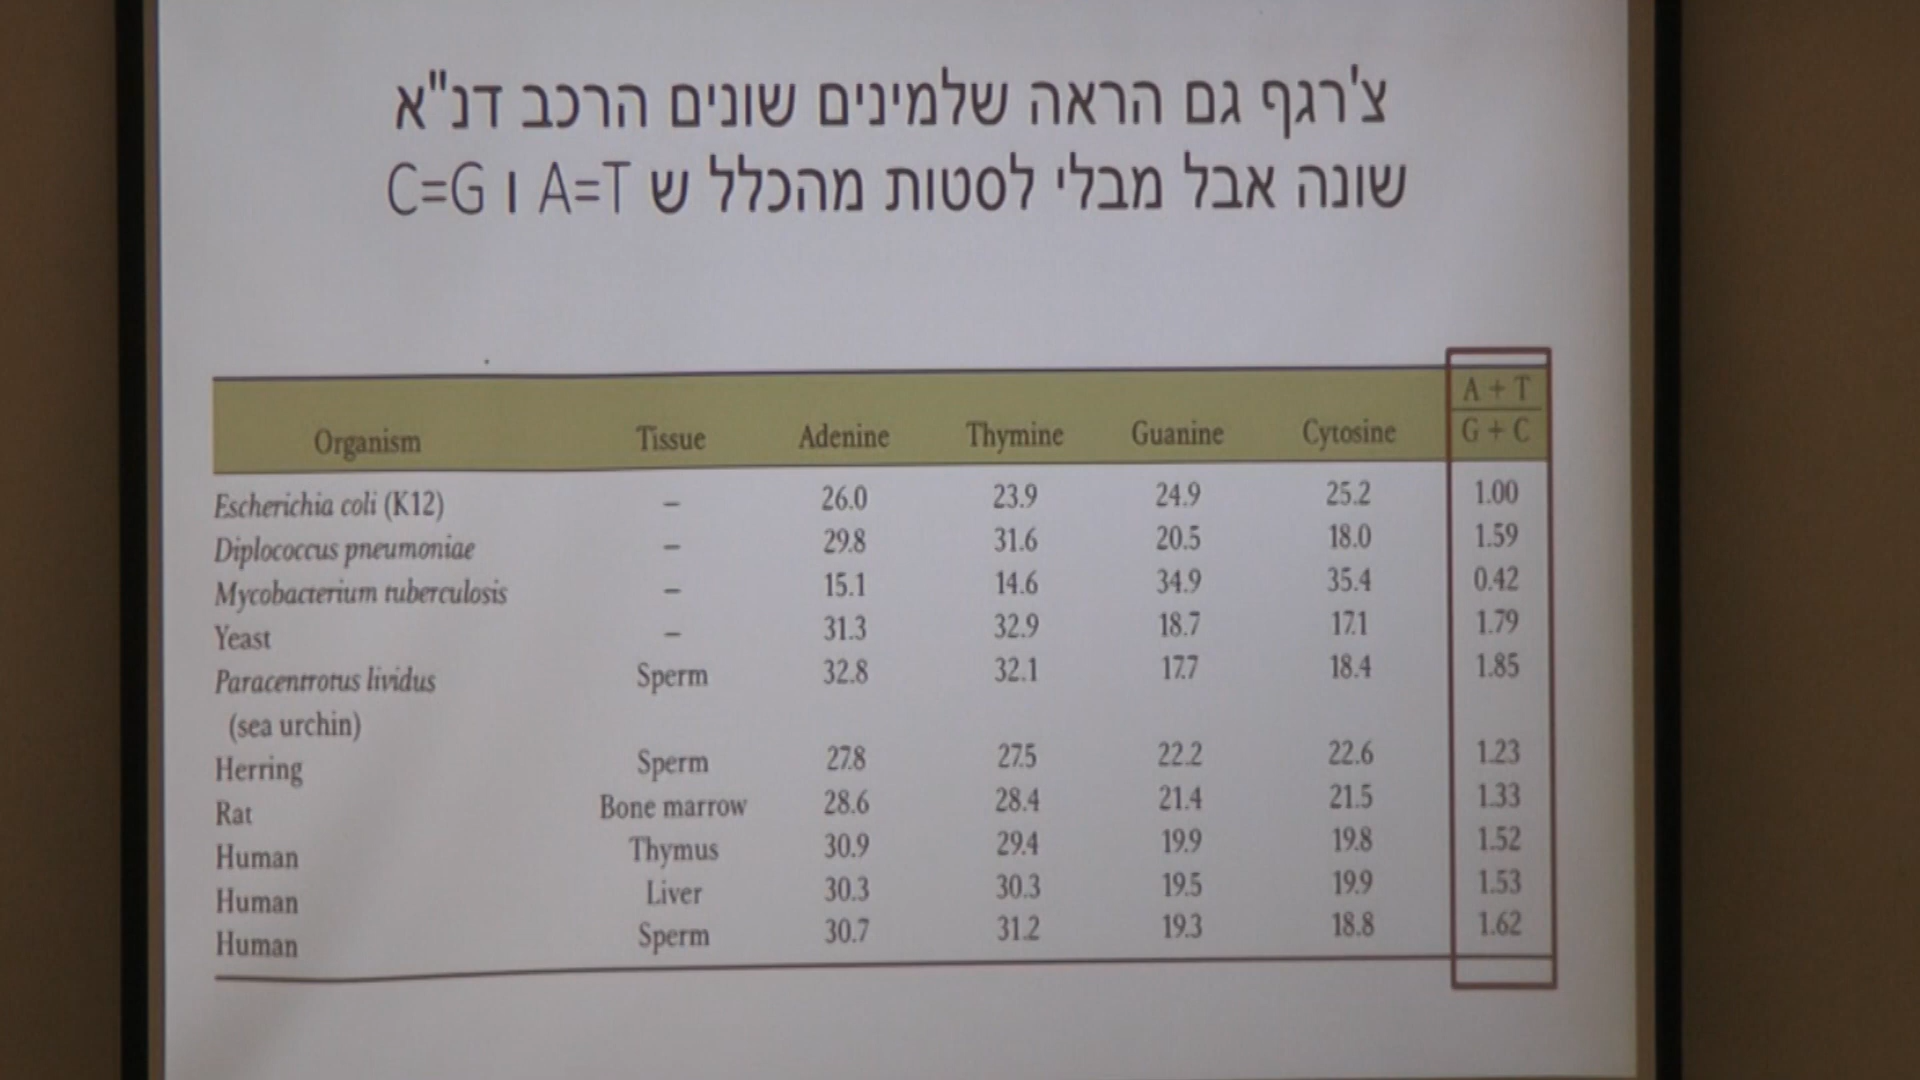 צ'רגף גם הראה שלמינים שונים הרכב דנ"א
שונה אבל מבלי לסטות מהכלל ש A=T ו C=G
Organism Tissue Adenine Thymine Guanine Cytosine A + T
G + C
Escherichia coli (K12) – 26.0 23.9 24.9 25.2 1.00
Diplococcus pneumoniae – 29.8 31.6 20.5 18.0 1.59
Mycobacterium tuberculosis – 15.1 14.6 34.9 35.4 0.42
Yeast – 31.3 32.9 18.7 17.1 1.79
Paracentrotus lividus Sperm 32.8 32.1 17.7 18.4 1.85
(sea urchin)
Herring Sperm 27.8 27.5 22.2 22.6 1.23
Rat Bone marrow 28.6 28.4 21.4 21.5 1.33
Human Thymus 30.9 29.4 19.9 19.8 1.52
Human Liver 30.3 30.3 19.5 19.9 1.53
Human Sperm 30.7 31.2 19.3 18.8 1.62